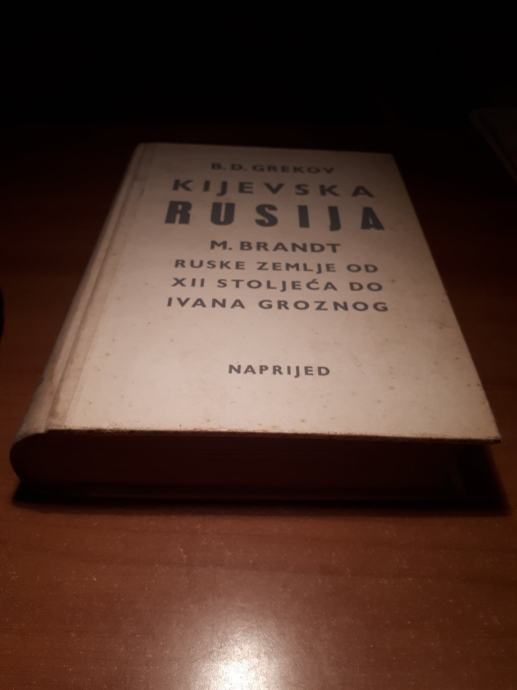 B. D. GREKOV
KIJEVSKA
RUSIJA
M. BRANDT
RUSKE ZEMLJE OD
XII STOLJEĆA DO
IVANA GROZNOG
NAPRIJED